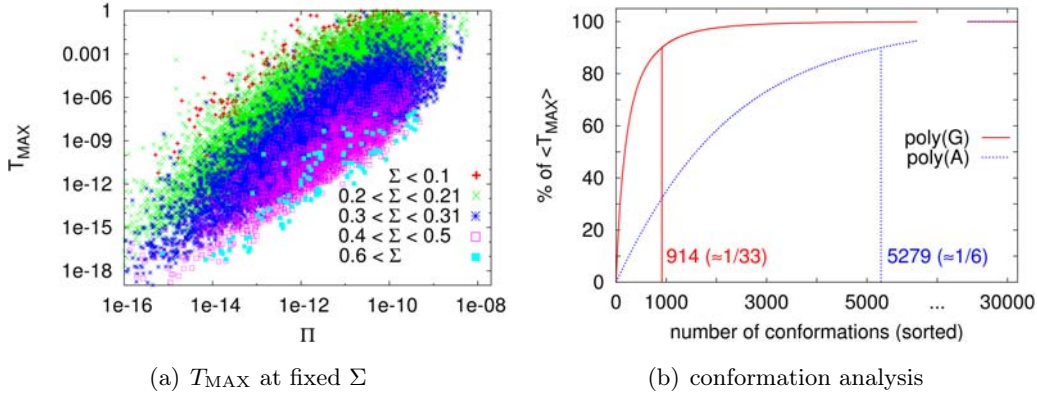 T_MAX
1
0.001
1e-06
1e-09
1e-12
1e-15
1e-18
1e-16 1e-14 1e-12 1e-10 1e-08
Π
Σ < 0.1
0.2 < Σ < 0.21
0.3 < Σ < 0.31
0.4 < Σ < 0.5
0.6 < Σ
(a) T_MAX at fixed Σ
% of <T_MAX>
100
80
60
40
20
0
0 1000 3000 5000 ... 30000
number of conformations (sorted)
poly(G)
poly(A)
914 (≈1/33)
5279 (≈1/6)
(b) conformation analysis